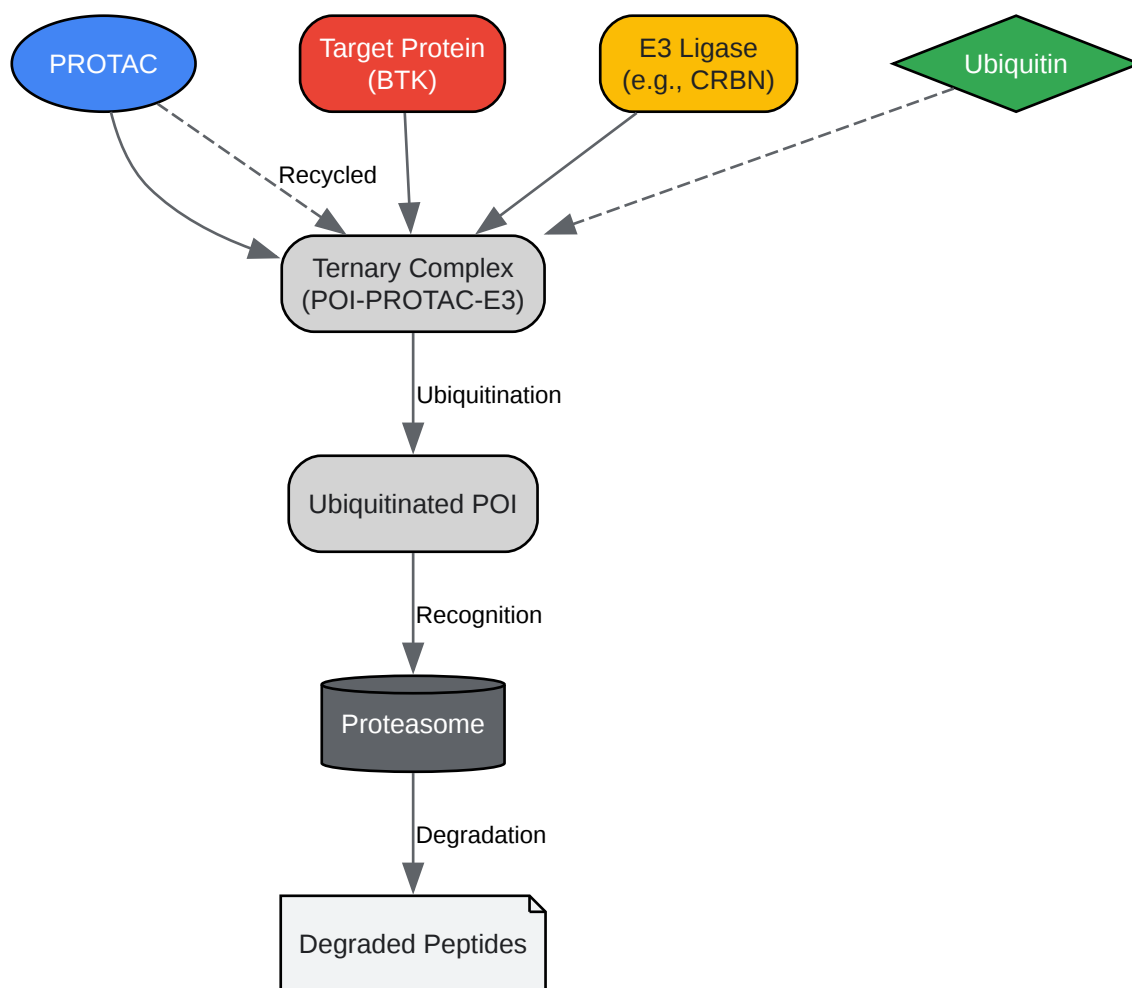 PROTAC
Target Protein
(BTK)
E3 Ligase
(e.g., CRBN)
Ubiquitin
Recycled
Ternary Complex
(POI-PROTAC-E3)
Ubiquitination
Ubiquitinated POI
Recognition
Proteasome
Degradation
Degraded Peptides